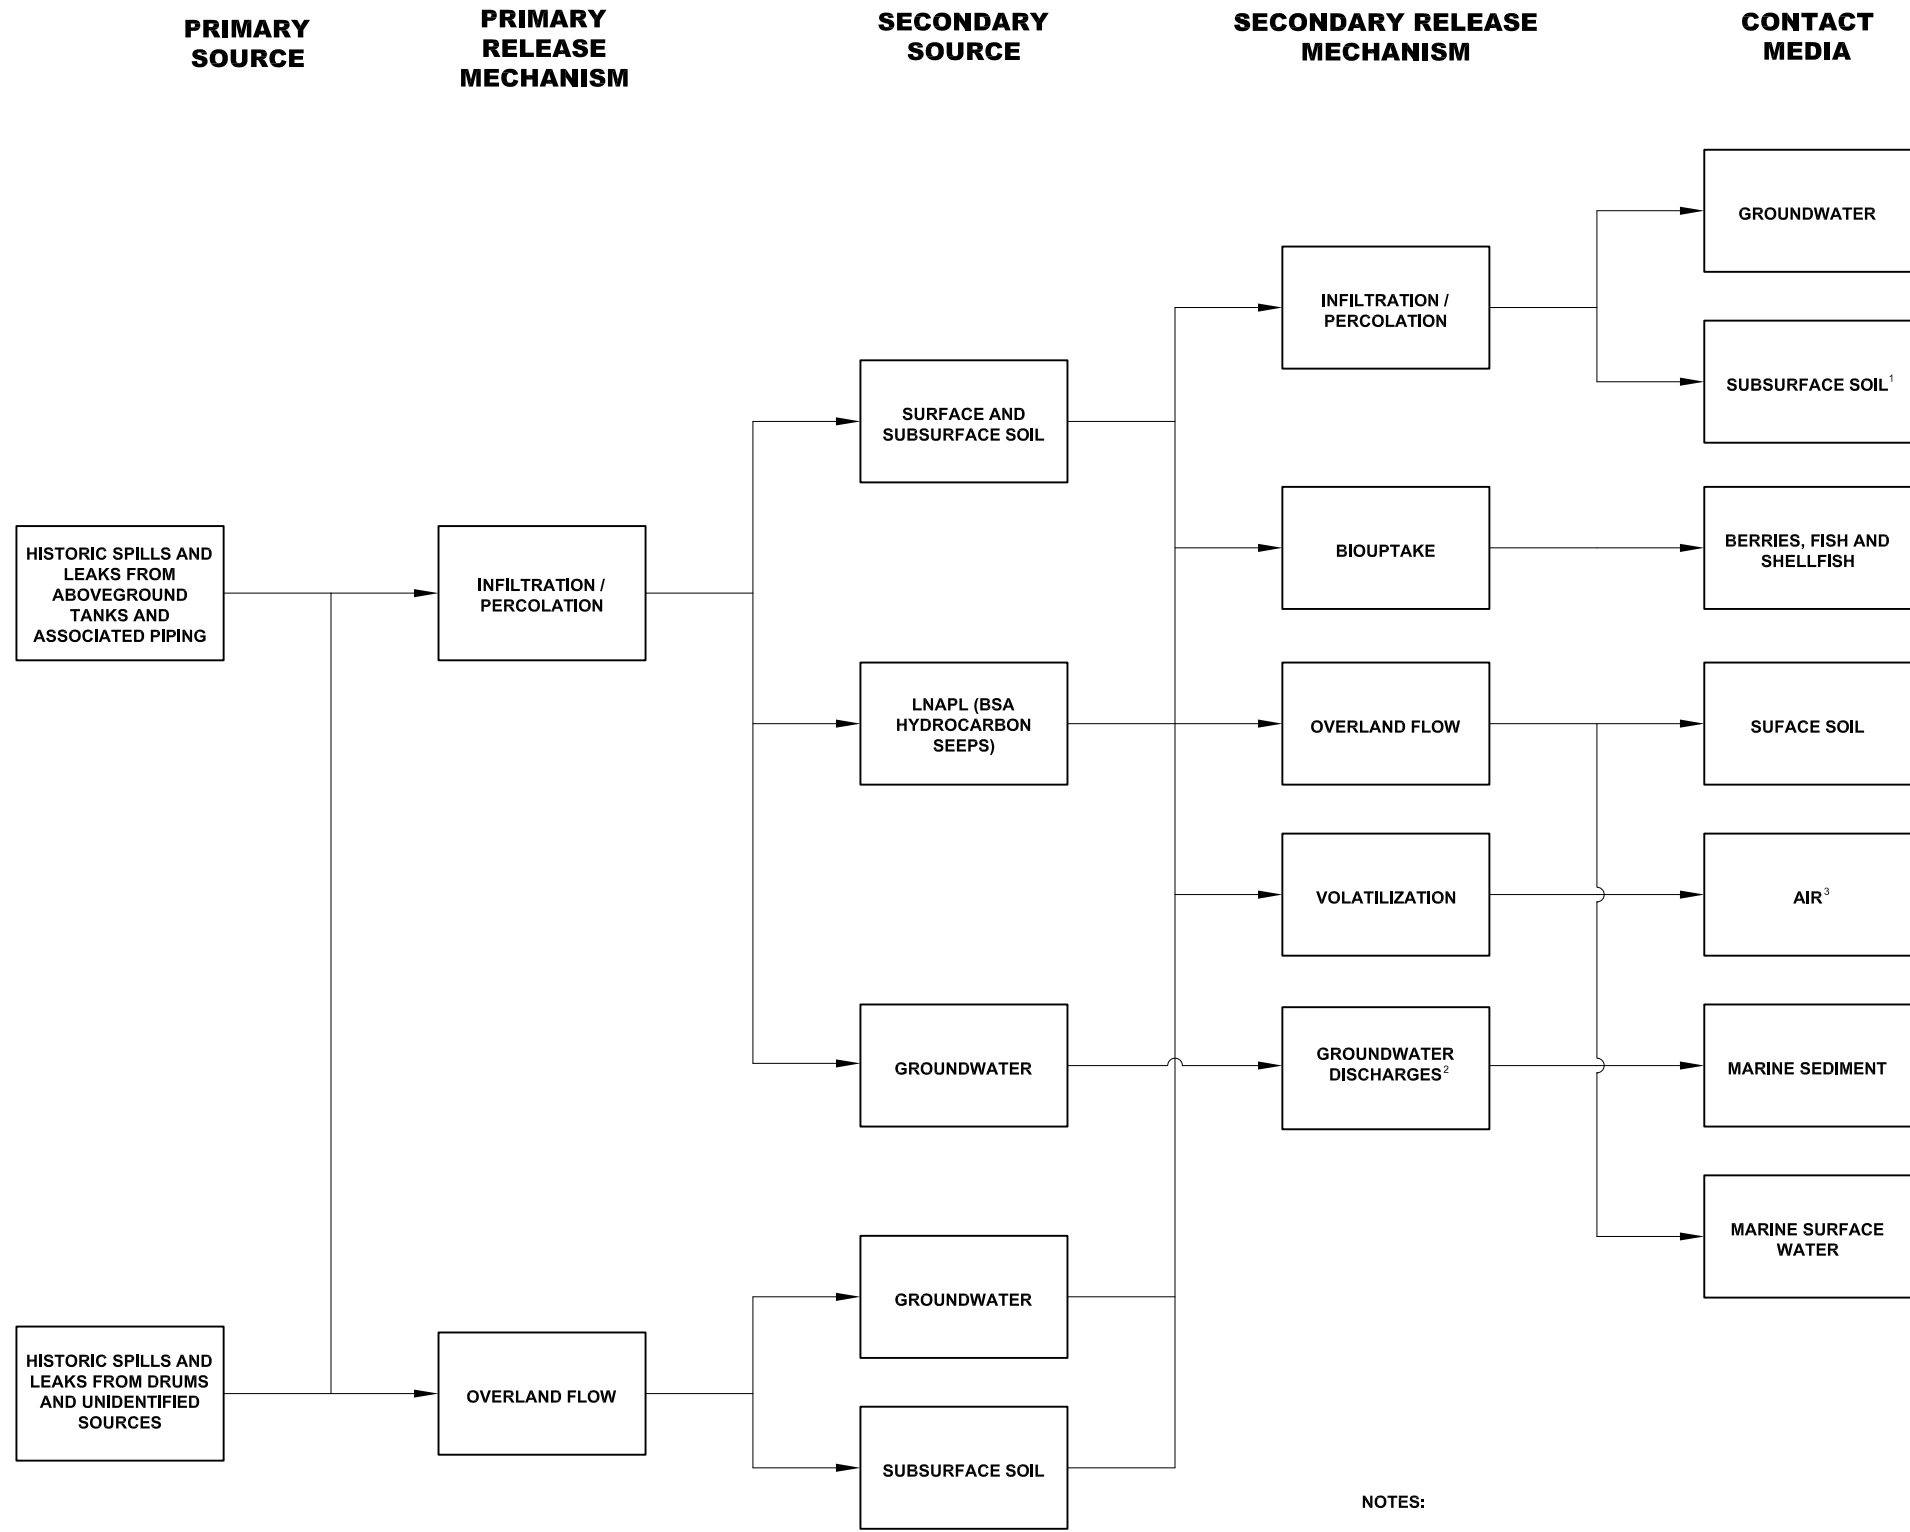 PRIMARY
SOURCE
PRIMARY
RELEASE
MECHANISM
SECONDARY
SOURCE
SECONDARY RELEASE
MECHANISM
CONTACT
MEDIA
HISTORIC SPILLS AND
LEAKS FROM
ABOVEGROUND
TANKS AND
ASSOCIATED PIPING
HISTORIC SPILLS AND
LEAKS FROM DRUMS
AND UNIDENTIFIED
SOURCES
INFILTRATION /
PERCOLATION
OVERLAND FLOW
SURFACE AND
SUBSURFACE SOIL
LNAPL (BSA
HYDROCARBON
SEEPS)
GROUNDWATER
GROUNDWATER
SUBSURFACE SOIL
INFILTRATION /
PERCOLATION
BIOUPTAKE
OVERLAND FLOW
VOLATILIZATION
GROUNDWATER
DISCHARGES²
GROUNDWATER
SUBSURFACE SOIL¹
BERRIES, FISH AND
SHELLFISH
SUFACE SOIL
AIR³
MARINE SEDIMENT
MARINE SURFACE
WATER
NOTES: